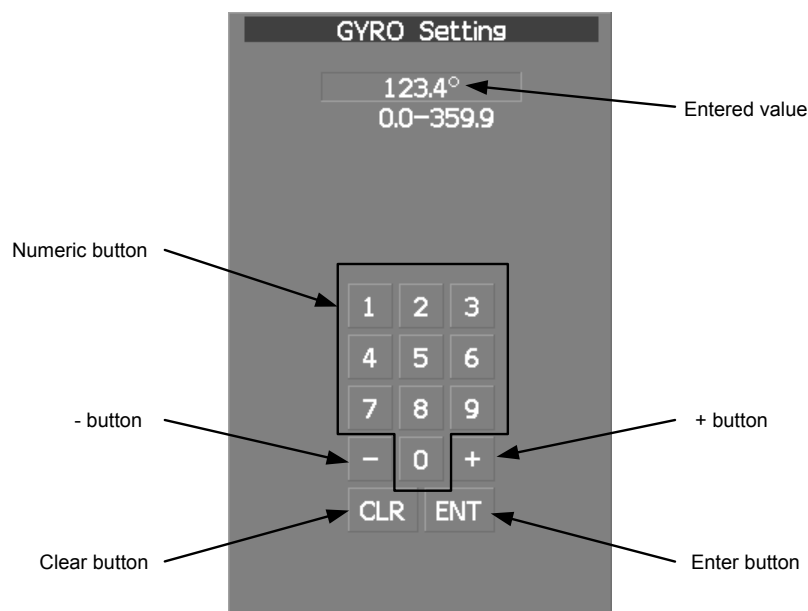 GYRO Setting
123.4°
Entered value
0.0-359.9
Numeric button
1 2 3
4 5 6
7 8 9
- button
- 0 +
+ button
CLR ENT
Clear button
Enter button